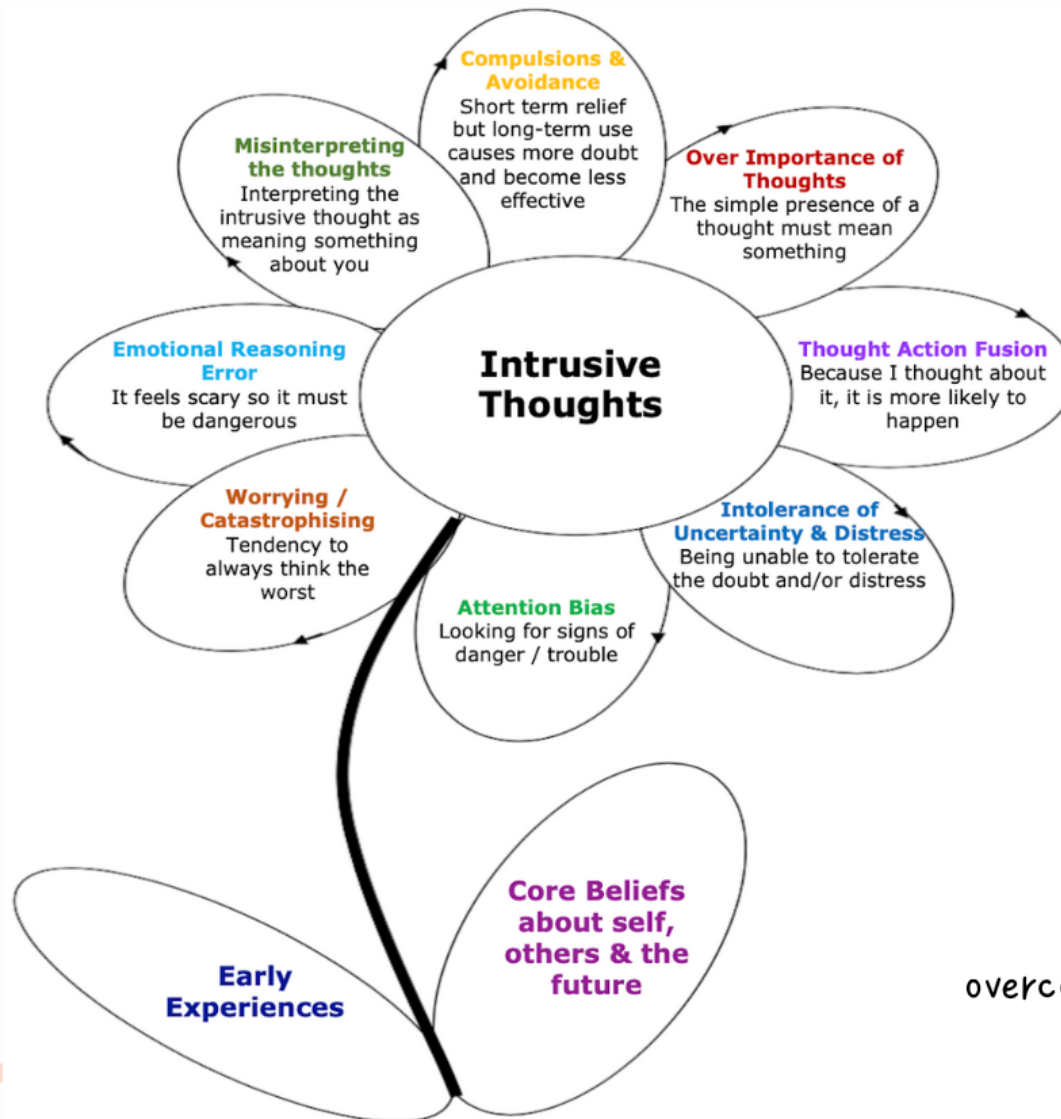 Compulsions &
Avoidance
Short term relief
but long-term use
causes more doubt
and become less
effective
Over Importance of
Thoughts
The simple presence of a
thought must mean
something
Thought Action Fusion
Because I thought about
it, it is more likely to
happen
Intolerance of
Uncertainty & Distress
Being unable to tolerate
the doubt and/or distress
Attention Bias
Looking for signs of
danger / trouble
Worrying /
Catastrophising
Tendency to
always think the
worst
Emotional Reasoning
Error
It feels scary so it must
be dangerous
Misinterpreting
the thoughts
Interpreting the
intrusive thought as
meaning something
about you
Intrusive
Thoughts
Early
Experiences
Core Beliefs
about self,
others & the
future